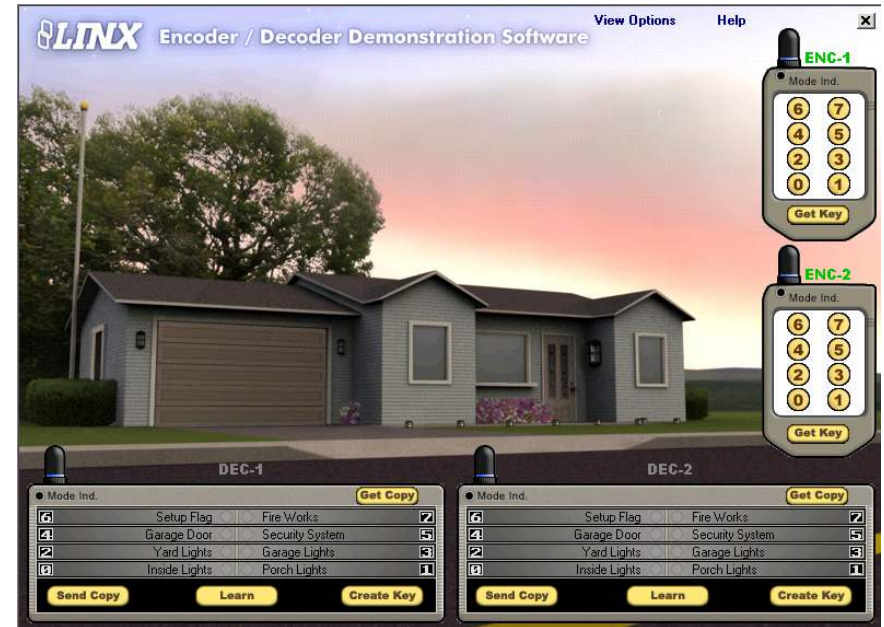 LINX Encoder / Decoder Demonstration Software
View Options Help
ENC-1
Mode Ind.
6 7
4 5
2 3
0 1
Get Key
ENC-2
Mode Ind.
6 7
4 5
2 3
0 1
Get Key
DEC-1
Mode Ind. Get Copy
6 Setup Flag Fire Works 7
4 Garage Door Security System 5
2 Yard Lights Garage Lights 3
0 Inside Lights Porch Lights 1
Send Copy Learn Create Key
DEC-2
Mode Ind. Get Copy
6 Setup Flag Fire Works 7
4 Garage Door Security System 5
2 Yard Lights Garage Lights 3
0 Inside Lights Porch Lights 1
Send Copy Learn Create Key